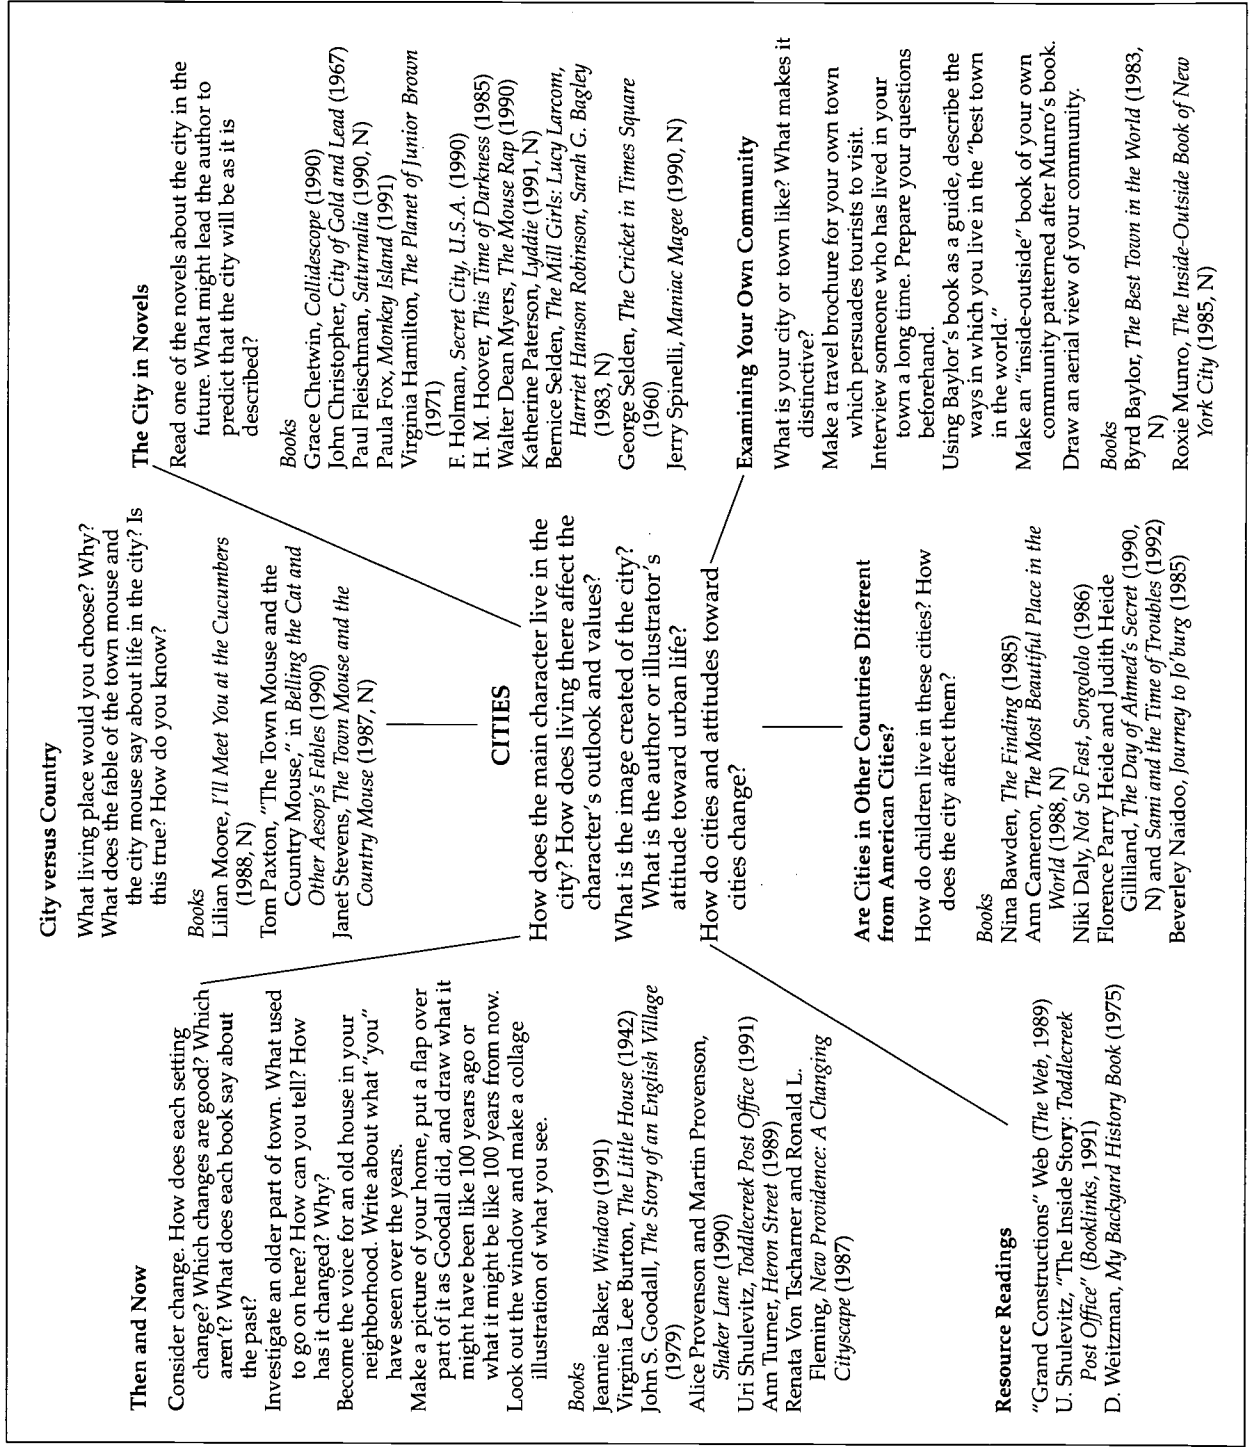 Then and Now
Consider change. How does each setting
change? Which changes are good? Which
aren't? What does each book say about
the past?
Investigate an older part of town. What used
to go on here? How can you tell? How
has it changed? Why?
Become the voice for an old house in your
neighborhood. Write about what "you"
have seen over the years.
Make a picture of your home, put a flap over
part of it as Goodall did, and draw what it
might have been like 100 years ago or
what it might be like 100 years from now.
Look out the window and make a collage
illustration of what you see.
Books
Jeannie Baker, Window (1991)
Virginia Lee Burton, The Little House (1942)
John S. Goodall, The Story of an English Village
(1979)
Alice Provenson and Martin Provenson,
Shaker Lane (1990)
Uri Shulevitz, Toddlecreek Post Office (1991)
Ann Turner, Heron Street (1989)
Renata Von Tscharner and Ronald L.
Fleming, New Providence: A Changing
Cityscape (1987)
Resource Readings
"Grand Constructions" Web (The Web, 1989)
U. Shulevitz, "The Inside Story: Toddlecreek
Post Office" (Booklinks, 1991)
D. Weitzman, My Backyard History Book (1975)
City versus Country
What living place would you choose? Why?
What does the fable of the town mouse and
the city mouse say about life in the city? Is
this true? How do you know?
Books
Lilian Moore, I'll Meet You at the Cucumbers
(1988, N)
Tom Paxton, "The Town Mouse and the
Country Mouse," in Belling the Cat and
Other Aesop's Fables (1990)
Janet Stevens, The Town Mouse and the
Country Mouse (1987, N)
CITIES
How does the main character live in the
city? How does living there affect the
character's outlook and values?
What is the image created of the city?
What is the author or illustrator's
attitude toward urban life?
How do cities and attitudes toward
cities change?
Are Cities in Other Countries Different
from American Cities?
How do children live in these cities? How
does the city affect them?
Books
Nina Bawden, The Finding (1985)
Ann Cameron, The Most Beautiful Place in the
World (1988, N)
Niki Daly, Not So Fast, Songololo (1986)
Florence Parry Heide and Judith Heide
Gilliland, The Day of Ahmed's Secret (1990,
N) and Sami and the Time of Troubles (1992)
Beverley Naidoo, Journey to Jo'burg (1985)
The City in Novels
Read one of the novels about the city in the
future. What might lead the author to
predict that the city will be as it is
described?
Books
Grace Chetwin, Collidescope (1990)
John Christopher, City of Gold and Lead (1967)
Paul Fleischman, Saturnalia (1990, N)
Paula Fox, Monkey Island (1991)
Virginia Hamilton, The Planet of Junior Brown
(1971)
F. Holman, Secret City, U.S.A. (1990)
H. M. Hoover, This Time of Darkness (1985)
Walter Dean Myers, The Mouse Rap (1990)
Katherine Paterson, Lyddie (1991, N)
Bernice Selden, The Mill Girls: Lucy Larcom,
Harriet Hanson Robinson, Sarah G. Bagley
(1983, N)
George Selden, The Cricket in Times Square
(1960)
Jerry Spinelli, Maniac Magee (1990, N)
Examining Your Own Community
What is your city or town like? What makes it
distinctive?
Make a travel brochure for your own town
which persuades tourists to visit.
Interview someone who has lived in your
town a long time. Prepare your questions
beforehand.
Using Baylor's book as a guide, describe the
ways in which you live in the "best town
in the world."
Make an "inside-outside" book of your own
community patterned after Munro's book.
Draw an aerial view of your community.
Books
Byrd Baylor, The Best Town in the World (1983,
N)
Roxie Munro, The Inside-Outside Book of New
York City (1985, N)